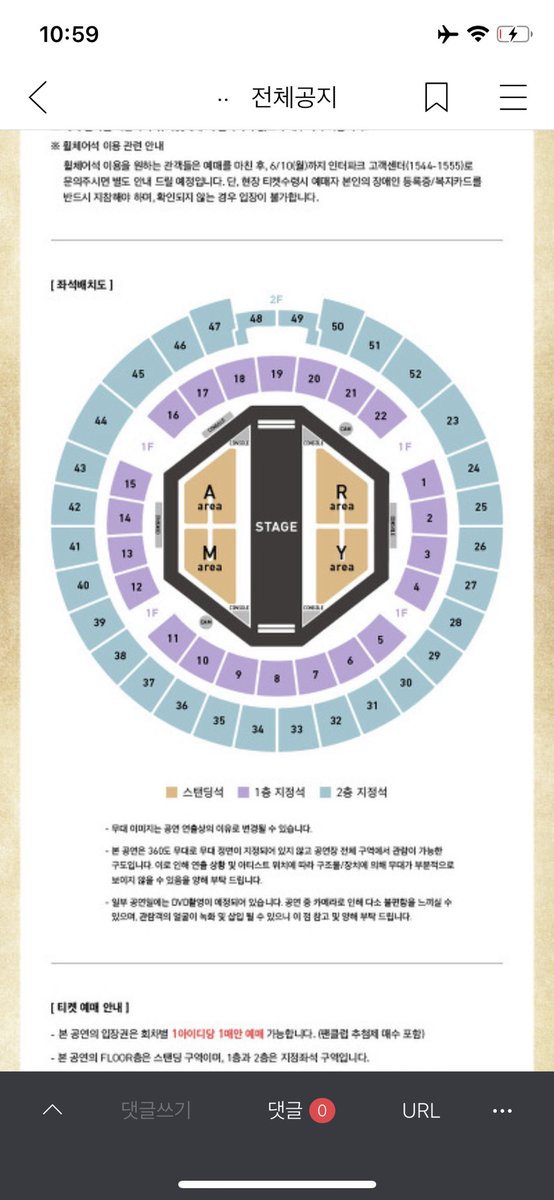 10:59
전체공지
※ 휠체어석 이용 관련 안내
휠체어석 이용을 원하는 관객들은 예매를 마친 후, 6/10(월)까지 인터파크 고객센터(1544-1555)로
문의주시면 별도 안내 드릴 예정입니다. 단, 현장 티켓수령시 예매자 본인의 장애인 등록증/복지카드를
반드시 지참해야 하며, 확인되지 않는 경우 입장이 불가합니다.
[ 좌석배치도 ]
2F
47 48 49 50
46 51
45 52
44 23
43 24
42 25
41 26
40 27
39 28
38 29
37 30
36 31
35 34 33 32
1F 1F
16 17 18 19 20 21 22
15 1
14 2
13 3
12 4
1F 1F
11 10 9 8 7 6 5
CONSOLE
CAM
CONSOLE CONSOLE
A area
R area
STAGE
M area
Y area
CONSOLE CONSOLE
CAM
스탠딩석 1층 지정석 2층 지정석
- 무대 이미지는 공연 연출상의 이유로 변경될 수 있습니다.
- 본 공연은 360도 무대로 무대 정면이 지정되어 있지 않고 공연장 전체 구역에서 관람이 가능한
구도입니다. 이로 인해 연출 상황 및 아티스트 위치에 따라 구조물/장치에 의해 무대가 부분적으로
보이지 않을 수 있음을 양해 부탁 드립니다.
- 일부 공연일에는 DVD촬영이 예정되어 있습니다. 공연 중 카메라로 인해 다소 불편함을 느끼실 수
있으며, 관람객의 얼굴이 녹화 및 삽입 될 수 있으니 이 점 참고 및 양해 부탁 드립니다.
[ 티켓 예매 안내 ]
- 본 공연의 입장권은 회차별 1아이디당 1매만 예매 가능합니다. (팬클럽 추첨제 매수 포함)
- 본 공연의 FLOOR층은 스탠딩 구역이며, 1층과 2층은 지정좌석 구역입니다.
댓글쓰기 댓글 0 URL